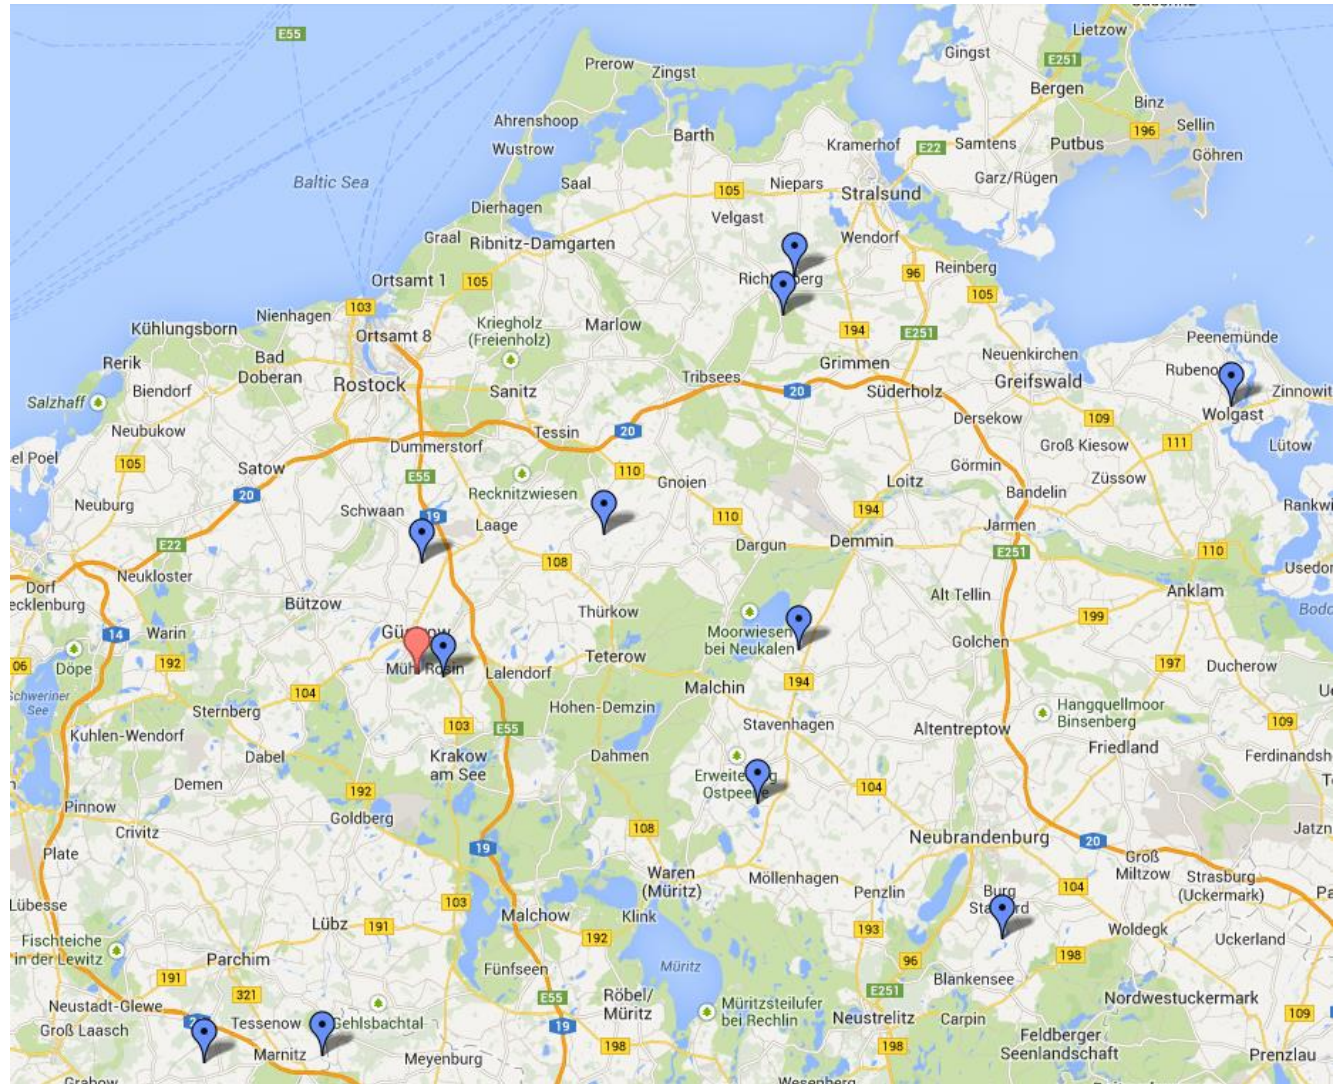 E55
Lietzow
Gingst
E251
Prerow
Zingst
Bergen
Binz
Ahrenshoop
Barth
Kramerhof
E22
Samtens
Putbus
196
Sellin
Wustrow
Göhren
Baltic Sea
Saal
105
Niepars
Stralsund
Garz/Rügen
Dierhagen
Velgast
Graal
Ribnitz-Damgarten
Wendorf
Ortsamt 1
105
96
Reinberg
105
103
Nienhagen
Kriegholz
(Freienholz)
Marlow
194
E251
Kühlungsborn
Ortsamt 8
Peenemünde
Rerik
Bad
Doberan
Grimmen
Neuenkirchen
Greifswald
Biendorf
Rostock
Sanitz
Tribsees
20
Süderholz
Zinnowit
Salzhaff
Wolgast
Neubukow
Dummerstorf
Tessin
20
Dersekow
109
111
Groß Kiesow
Lütow
el Poel
105
Satow
E55
110
Görmin
Züssow
20
Recknitzwiesen
Gnoien
Loitz
Bandelin
Neuburg
Schwaan
19
Laage
110
194
Jarmen
E22
108
Dargun
Demmin
E251
110
Dorf
ecklenburg
Neukloster
Bützow
Thürkow
Alt Tellin
Anklam
14
Warin
Moorwiesen
bei Neukalen
199
Golchen
06
Döpe
192
Teterow
Lalendorf
197
Ducherow
104
Malchin
194
Sternberg
Hohen-Demzin
Hangquellmoor
Binsenberg
103
E55
Stavenhagen
Altentreptow
109
Kuhlen-Wendorf
Dabel
Krakow
am See
Dahmen
Friedland
Ferdinandsh
Demen
192
104
Pinnow
Goldberg
108
Neubrandenburg
Crivitz
19
20
Jatzn
Plate
Waren
(Müritz)
Möllenhagen
Groß
Miltzow
Strasburg
(Uckermark)
Penzlin
104
Lübesse
103
Malchow
Klink
Lübz
191
192
193
Woldegk
Uckerland
Fischteiche
in der Lewitz
Parchim
96
198
191
Fünfseen
Müritz
Blankensee
321
E251
Neustadt-Glewe
E55
Röbel/
Müritz
Müritzsteilufer
bei Rechlin
Nordwestuckermark
Groß Laasch
Tessenow
Gehlsbachtal
19
Neustrelitz
Carpin
109
Marnitz
Meyenburg
198
Feldberger
Seenlandschaft
Prenzlau
Grabow
Wesenberg
198